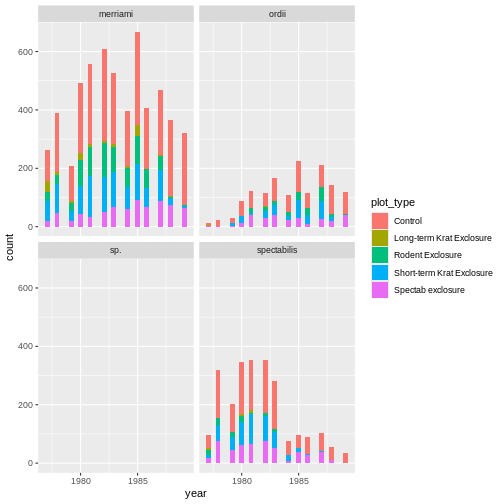 merriami
ordii
600
400
200
0
sp.
spectabilis
600
400
200
0
1980
1985
1980
1985
year
count
plot_type
Control
Long-term Krat Exclosure
Rodent Exclosure
Short-term Krat Exclosure
Spectab exclosure